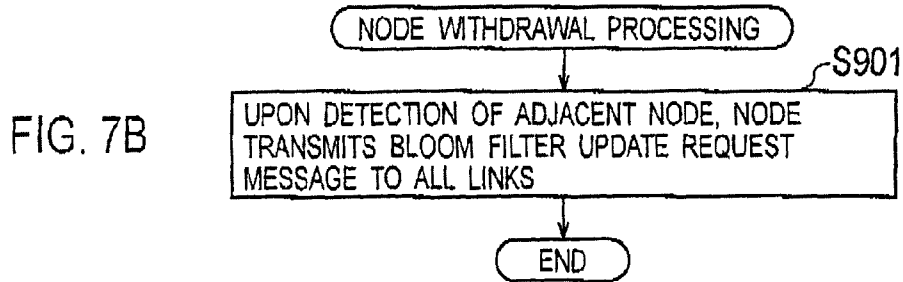 NODE WITHDRAWAL PROCESSING
S901
FIG. 7B
UPON DETECTION OF ADJACENT NODE, NODE
TRANSMITS BLOOM FILTER UPDATE REQUEST
MESSAGE TO ALL LINKS
END